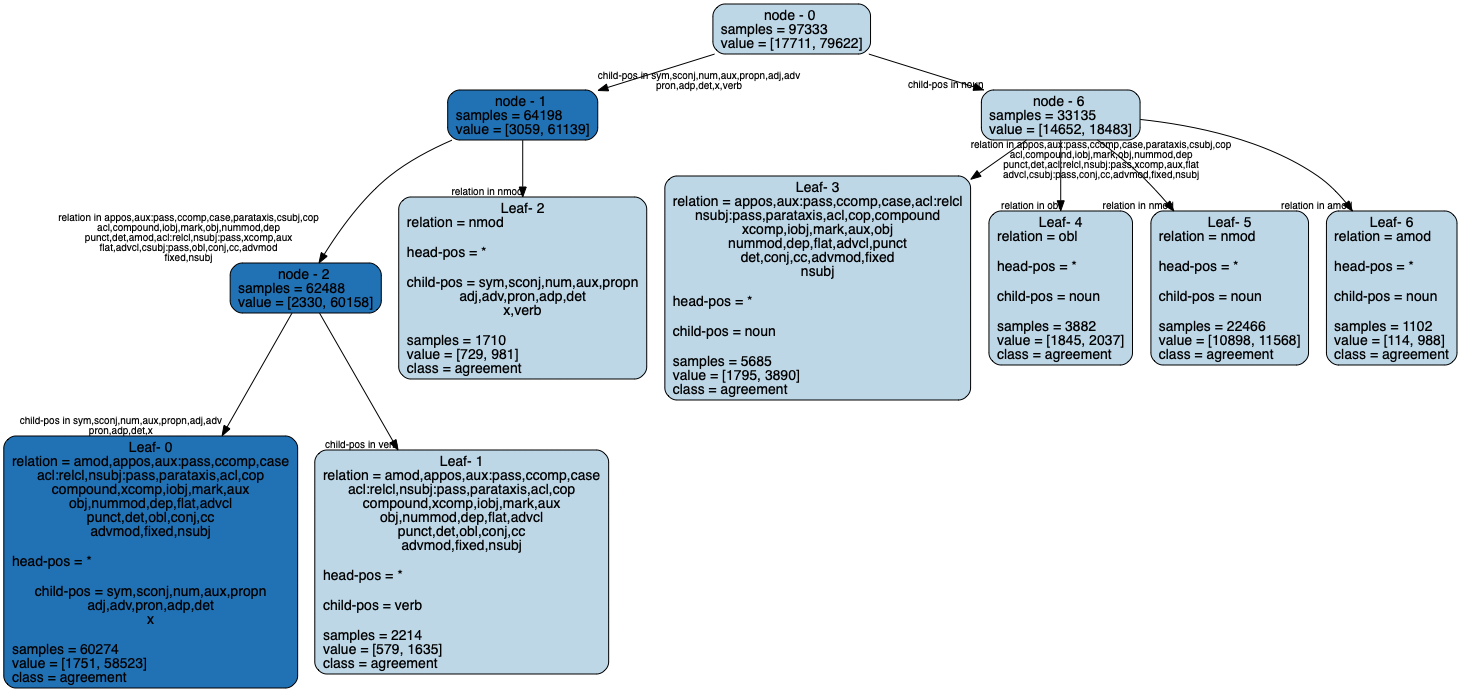 node - 0
samples = 97333
value = [17711, 79622]
child-pos in sym,sconj,num,aux,propn,adj,adv
pron,adp,det,x,verb
child-pos in noun
node - 1
samples = 64198
value = [3059, 61139]
node - 6
samples = 33135
value = [14652, 18483]
relation in appos,aux:pass,ccomp,case,parataxis,csubj,cop
acl,compound,iobj,mark,obj,nummod,dep
punct,det,amod,acl:relcl,nsubj:pass,xcomp,aux
flat,advcl,csubj:pass,obl,conj,cc,advmod
fixed,nsubj
relation in nmod
relation in appos,aux:pass,ccomp,case,parataxis,csubj,cop
acl,compound,iobj,mark,obj,nummod,dep
punct,det,acl:relcl,nsubj:pass,xcomp,aux,flat
advcl,csubj:pass,conj,cc,advmod,fixed,nsubj
relation in obl
relation in nmod
relation in amod
node - 2
samples = 62488
value = [2330, 60158]
Leaf- 2
relation = nmod
head-pos = *
child-pos = sym,sconj,num,aux,propn
adj,adv,pron,adp,det
x,verb
samples = 1710
value = [729, 981]
class = agreement
Leaf- 3
relation = appos,aux:pass,ccomp,case,acl:relcl
nsubj:pass,parataxis,acl,cop,compound
xcomp,iobj,mark,aux,obj
nummod,dep,flat,advcl,punct
det,conj,cc,advmod,fixed
nsubj
head-pos = *
child-pos = noun
samples = 5685
value = [1795, 3890]
class = agreement
Leaf- 4
relation = obl
head-pos = *
child-pos = noun
samples = 3882
value = [1845, 2037]
class = agreement
Leaf- 5
relation = nmod
head-pos = *
child-pos = noun
samples = 22466
value = [10898, 11568]
class = agreement
Leaf- 6
relation = amod
head-pos = *
child-pos = noun
samples = 1102
value = [114, 988]
class = agreement
child-pos in sym,sconj,num,aux,propn,adj,adv
pron,adp,det,x
child-pos in verb
Leaf- 0
relation = amod,appos,aux:pass,ccomp,case
acl:relcl,nsubj:pass,parataxis,acl,cop
compound,xcomp,iobj,mark,aux
obj,nummod,dep,flat,advcl
punct,det,obl,conj,cc
advmod,fixed,nsubj
head-pos = *
child-pos = sym,sconj,num,aux,propn
adj,adv,pron,adp,det
x
samples = 60274
value = [1751, 58523]
class = agreement
Leaf- 1
relation = amod,appos,aux:pass,ccomp,case
acl:relcl,nsubj:pass,parataxis,acl,cop
compound,xcomp,iobj,mark,aux
obj,nummod,dep,flat,advcl
punct,det,obl,conj,cc
advmod,fixed,nsubj
head-pos = *
child-pos = verb
samples = 2214
value = [579, 1635]
class = agreement